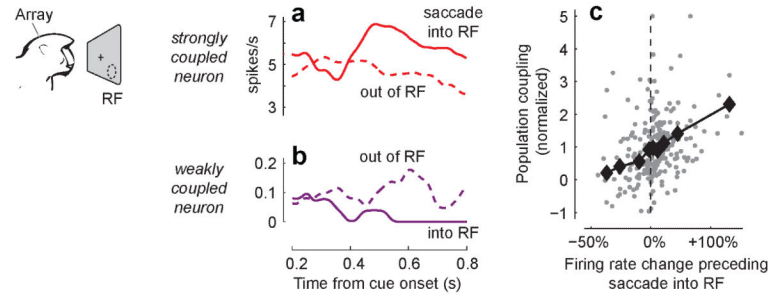 Array
RF
strongly
coupled
neuron
a
spikes/s
7
5
3
saccade
into RF
out of RF
weakly
coupled
neuron
b
0.2
0.1
0
out of RF
into RF
0.2 0.4 0.6 0.8
Time from cue onset (s)
c
Population coupling
(normalized)
5
4
3
2
1
0
−1
−50% 0% +100%
Firing rate change preceding
saccade into RF